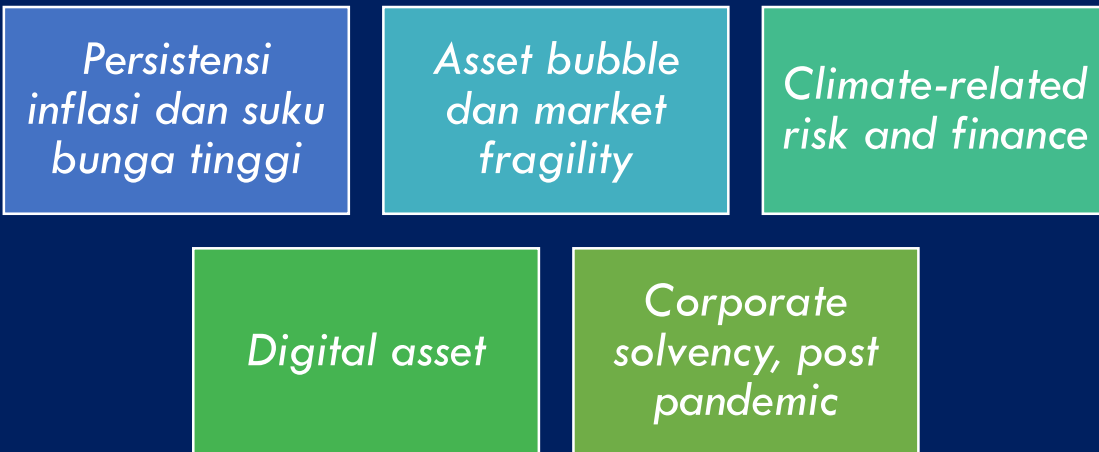 Persistensi
inflasi dan suku
bunga tinggi
Asset bubble
dan market
fragility
Climate-related
risk and finance
Digital asset
Corporate
solvency, post
pandemic